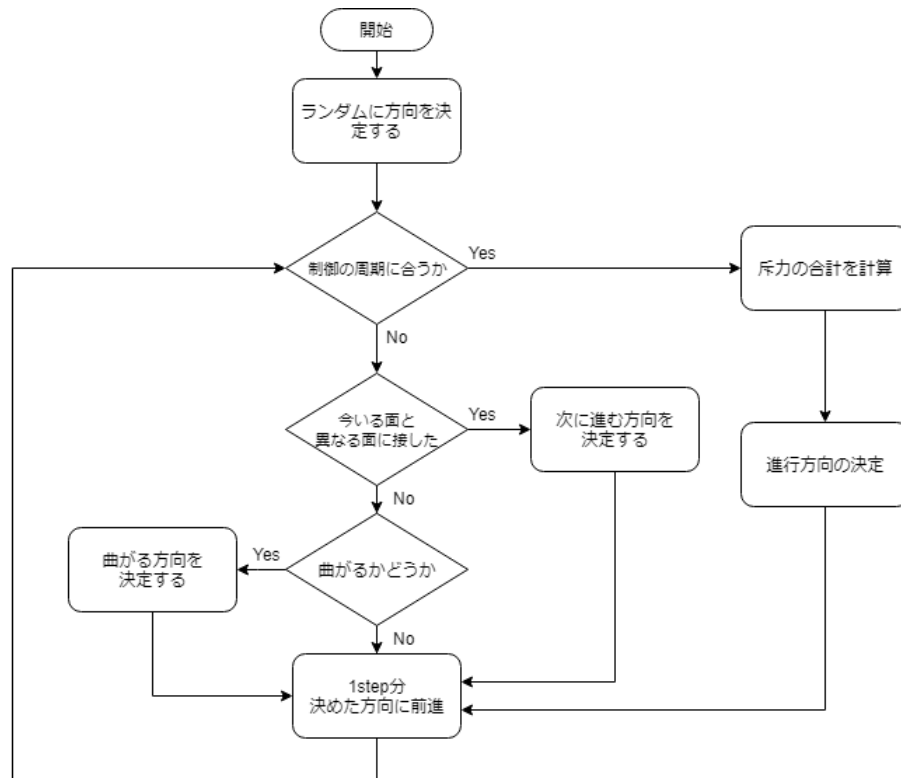 開始
ランダムに方向を決
定する
制御の周期に合うか
Yes
斥力の合計を計算
No
今いる面と
異なる面に接した
Yes
次に進む方向を
決定する
進行方向の決定
No
曲がる方向を
決定する
Yes
曲がるかどうか
No
1step分
決めた方向に前進